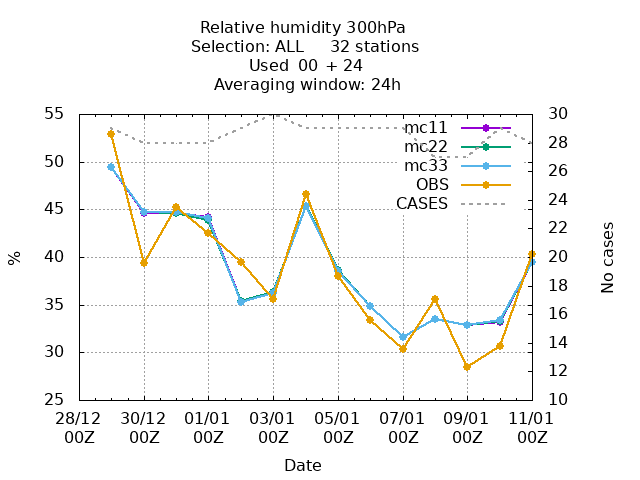 Relative humidity 300hPa
Selection: ALL 32 stations
Used 00 + 24
Averaging window: 24h
55
50
45
40
35
30
25
%
30
28
26
24
22
20
18
16
14
12
10
No cases
mc11
mc22
mc33
OBS
CASES
28/12 30/12 01/01 03/01 05/01 07/01 09/01 11/01
00Z 00Z 00Z 00Z 00Z 00Z 00Z 00Z
Date